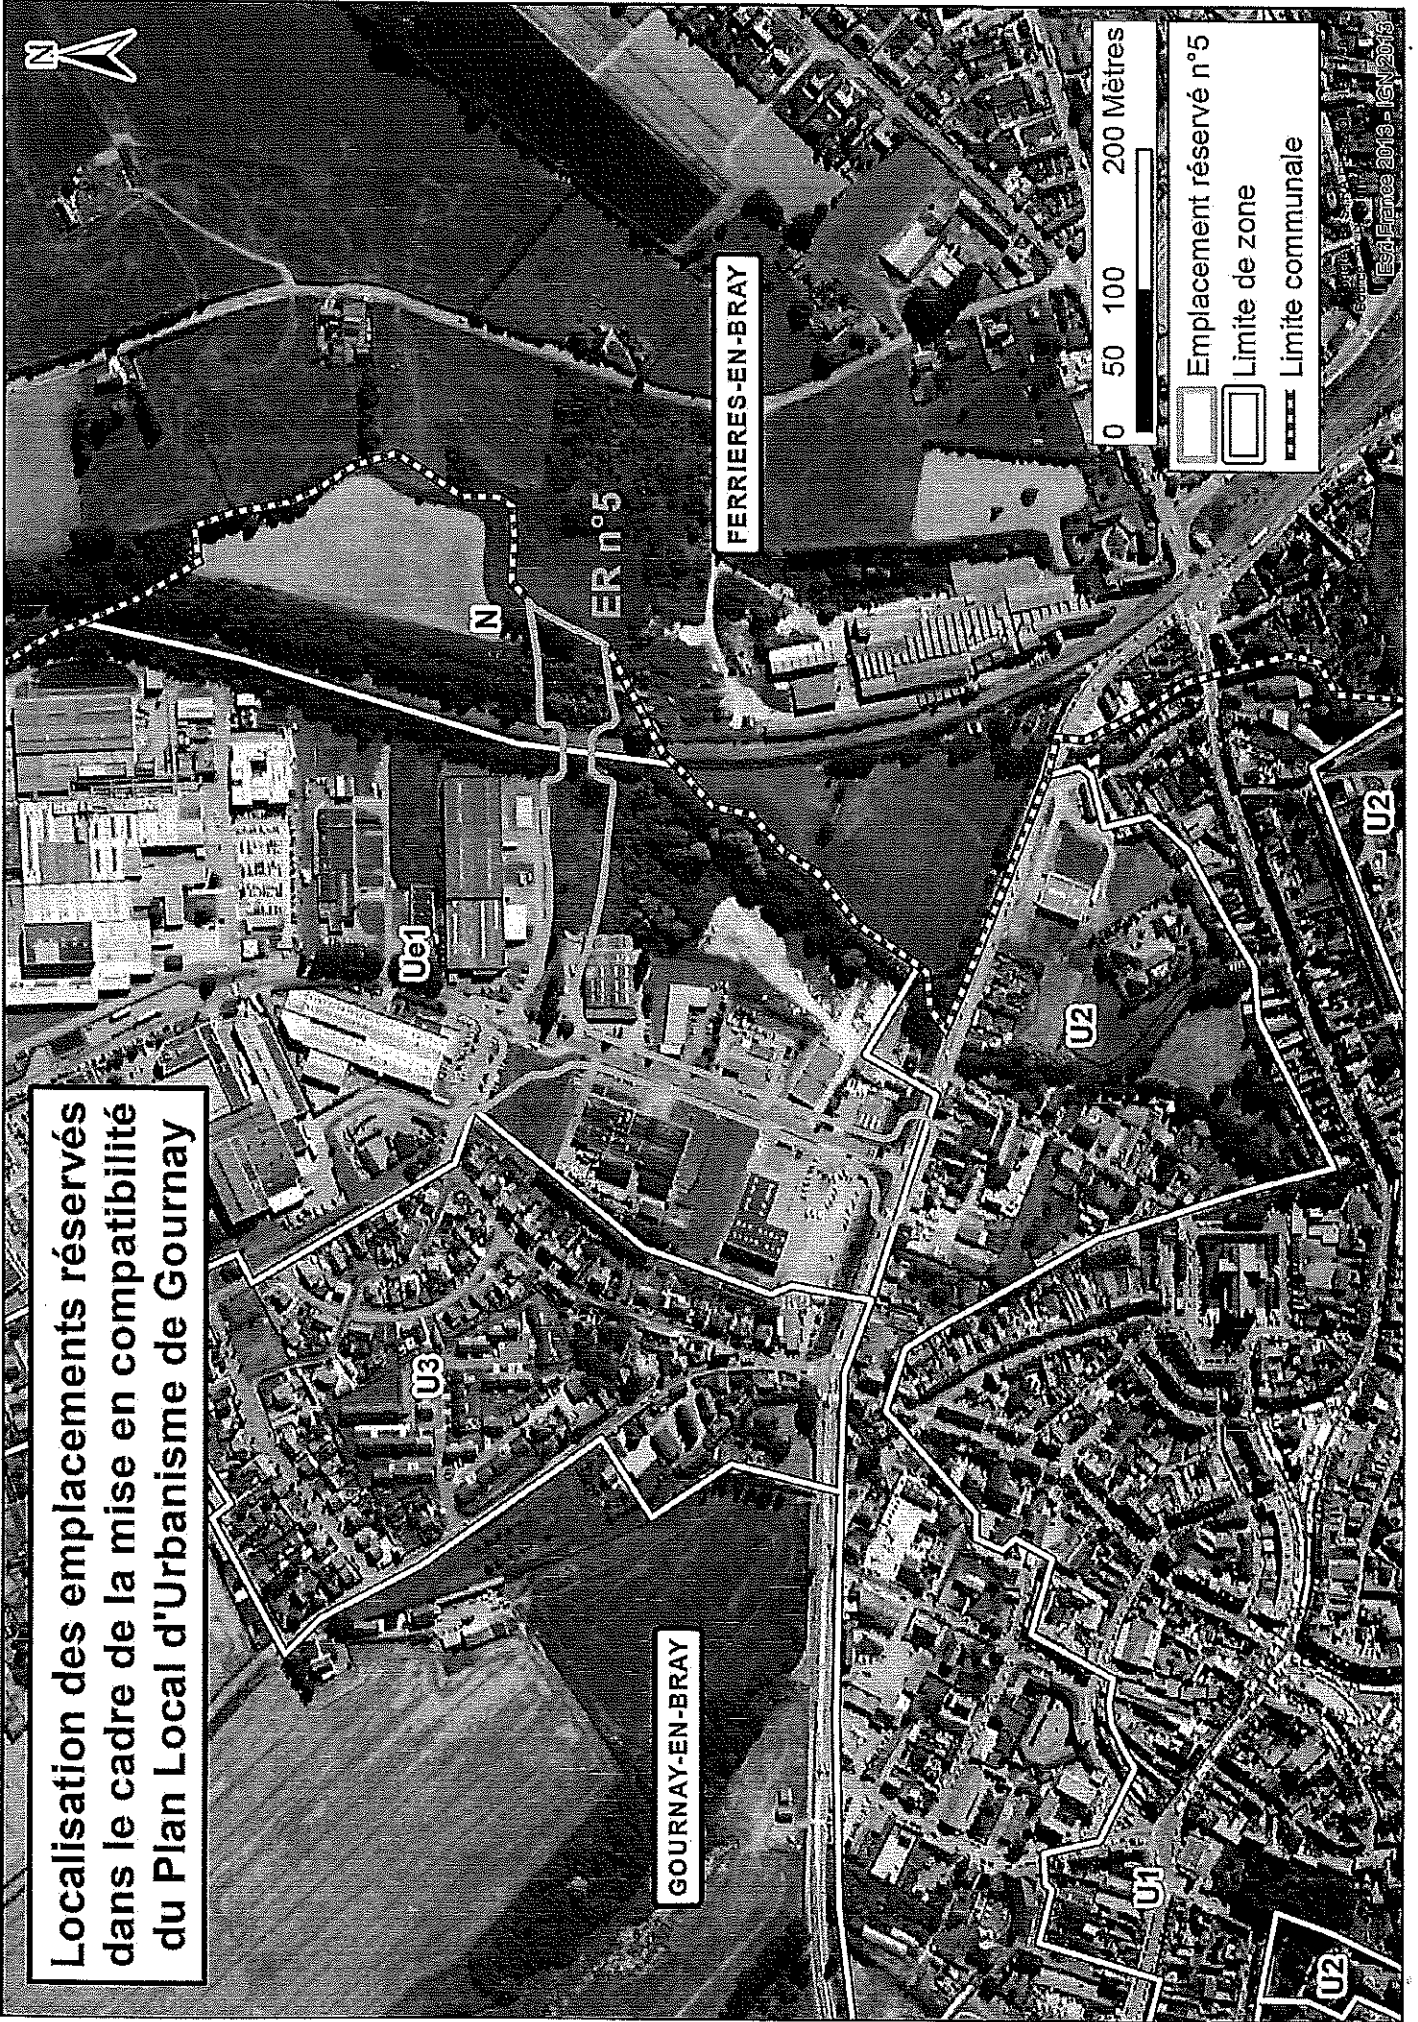 Localisation des emplacements réservés
dans le cadre de la mise en compatibilité
du Plan Local d'Urbanisme de Gournay
N
U3
Ue1
N
ER n°5
GOURNAY-EN-BRAY
FERRIERES-EN-BRAY
U2
U1
U2
U2
0 50 100 200 Mètres
Emplacement réservé n°5
Limite de zone
Limite communale
Esri France 2013 - IGN 2013